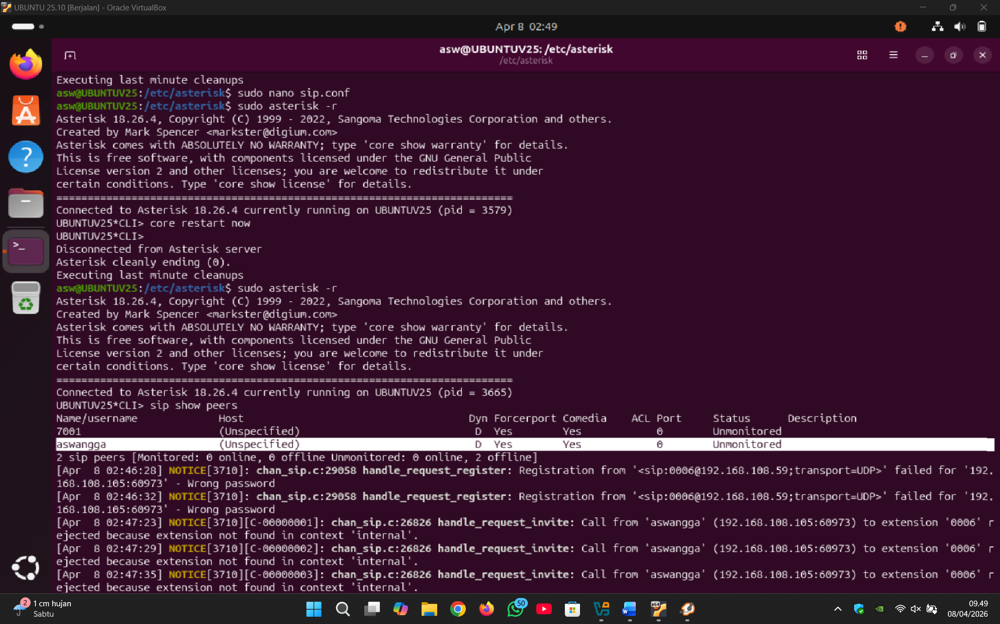 UBUNTU 25.10 [Berjalan] - Oracle VirtualBox
Apr 8 02:49
asw@UBUNTUV25: /etc/asterisk
/etc/asterisk
Executing last minute cleanups
asw@UBUNTUV25:/etc/asterisk$ sudo nano sip.conf
asw@UBUNTUV25:/etc/asterisk$ sudo asterisk -r
Asterisk 18.26.4, Copyright (C) 1999 - 2022, Sangoma Technologies Corporation and others.
Created by Mark Spencer <markster@digium.com>
Asterisk comes with ABSOLUTELY NO WARRANTY; type 'core show warranty' for details.
This is free software, with components licensed under the GNU General Public
License version 2 and other licenses; you are welcome to redistribute it under
certain conditions. Type 'core show license' for details.
=========================================================================
Connected to Asterisk 18.26.4 currently running on UBUNTUV25 (pid = 3579)
UBUNTUV25*CLI> core restart now
UBUNTUV25*CLI>
Disconnected from Asterisk server
Asterisk cleanly ending (0).
Executing last minute cleanups
asw@UBUNTUV25:/etc/asterisk$ sudo asterisk -r
Asterisk 18.26.4, Copyright (C) 1999 - 2022, Sangoma Technologies Corporation and others.
Created by Mark Spencer <markster@digium.com>
Asterisk comes with ABSOLUTELY NO WARRANTY; type 'core show warranty' for details.
This is free software, with components licensed under the GNU General Public
License version 2 and other licenses; you are welcome to redistribute it under
certain conditions. Type 'core show license' for details.
=========================================================================
Connected to Asterisk 18.26.4 currently running on UBUNTUV25 (pid = 3665)
UBUNTUV25*CLI> sip show peers
Name/username Host Dyn Forcerport Comedia ACL Port Status Description
7001 (Unspecified) D Yes Yes 0 Unmonitored
aswangga (Unspecified) D Yes Yes 0 Unmonitored
2 sip peers [Monitored: 0 online, 0 offline Unmonitored: 0 online, 2 offline]
[Apr  8 02:46:28] NOTICE[3710]: chan_sip.c:29058 handle_request_register: Registration from '<sip:0006@192.168.108.59;transport=UDP>' failed for '192.
168.108.105:60973' - Wrong password
[Apr  8 02:46:32] NOTICE[3710]: chan_sip.c:29058 handle_request_register: Registration from '<sip:0006@192.168.108.59;transport=UDP>' failed for '192.
168.108.105:60973' - Wrong password
[Apr  8 02:47:23] NOTICE[3710][C-00000001]: chan_sip.c:26826 handle_request_invite: Call from 'aswangga' (192.168.108.105:60973) to extension '0006' r
ejected because extension not found in context 'internal'.
[Apr  8 02:47:29] NOTICE[3710][C-00000002]: chan_sip.c:26826 handle_request_invite: Call from 'aswangga' (192.168.108.105:60973) to extension '0006' r
ejected because extension not found in context 'internal'.
[Apr  8 02:47:35] NOTICE[3710][C-00000003]: chan_sip.c:26826 handle_request_invite: Call from 'aswangga' (192.168.108.105:60973) to extension '0006' r
ejected because extension not found in context 'internal'.
2
1 cm hujan
Sabtu
50
09.49
08/04/2026